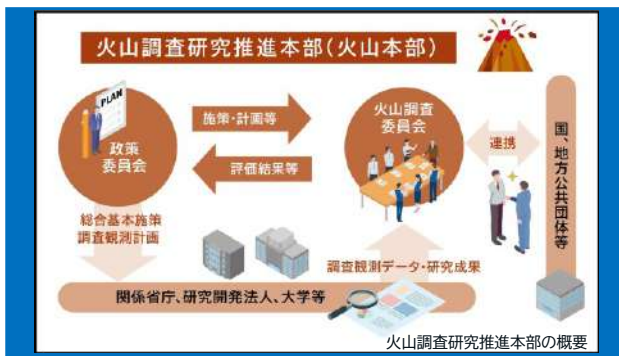 火山調査研究推進本部(火山本部)
PLAN
政策
委員会
施策・計画等
評価結果等
火山調査
委員会
連携
国、地方公共団体等
総合基本施策
調査観測計画
調査観測データ・研究成果
関係省庁、研究開発法人、大学等
火山調査研究推進本部の概要